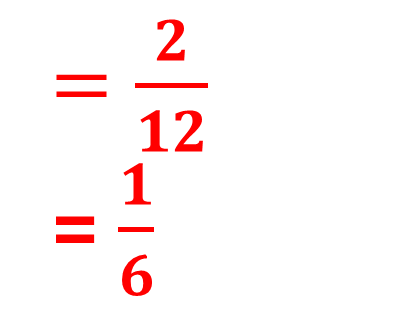 = 2/12
= 1/6